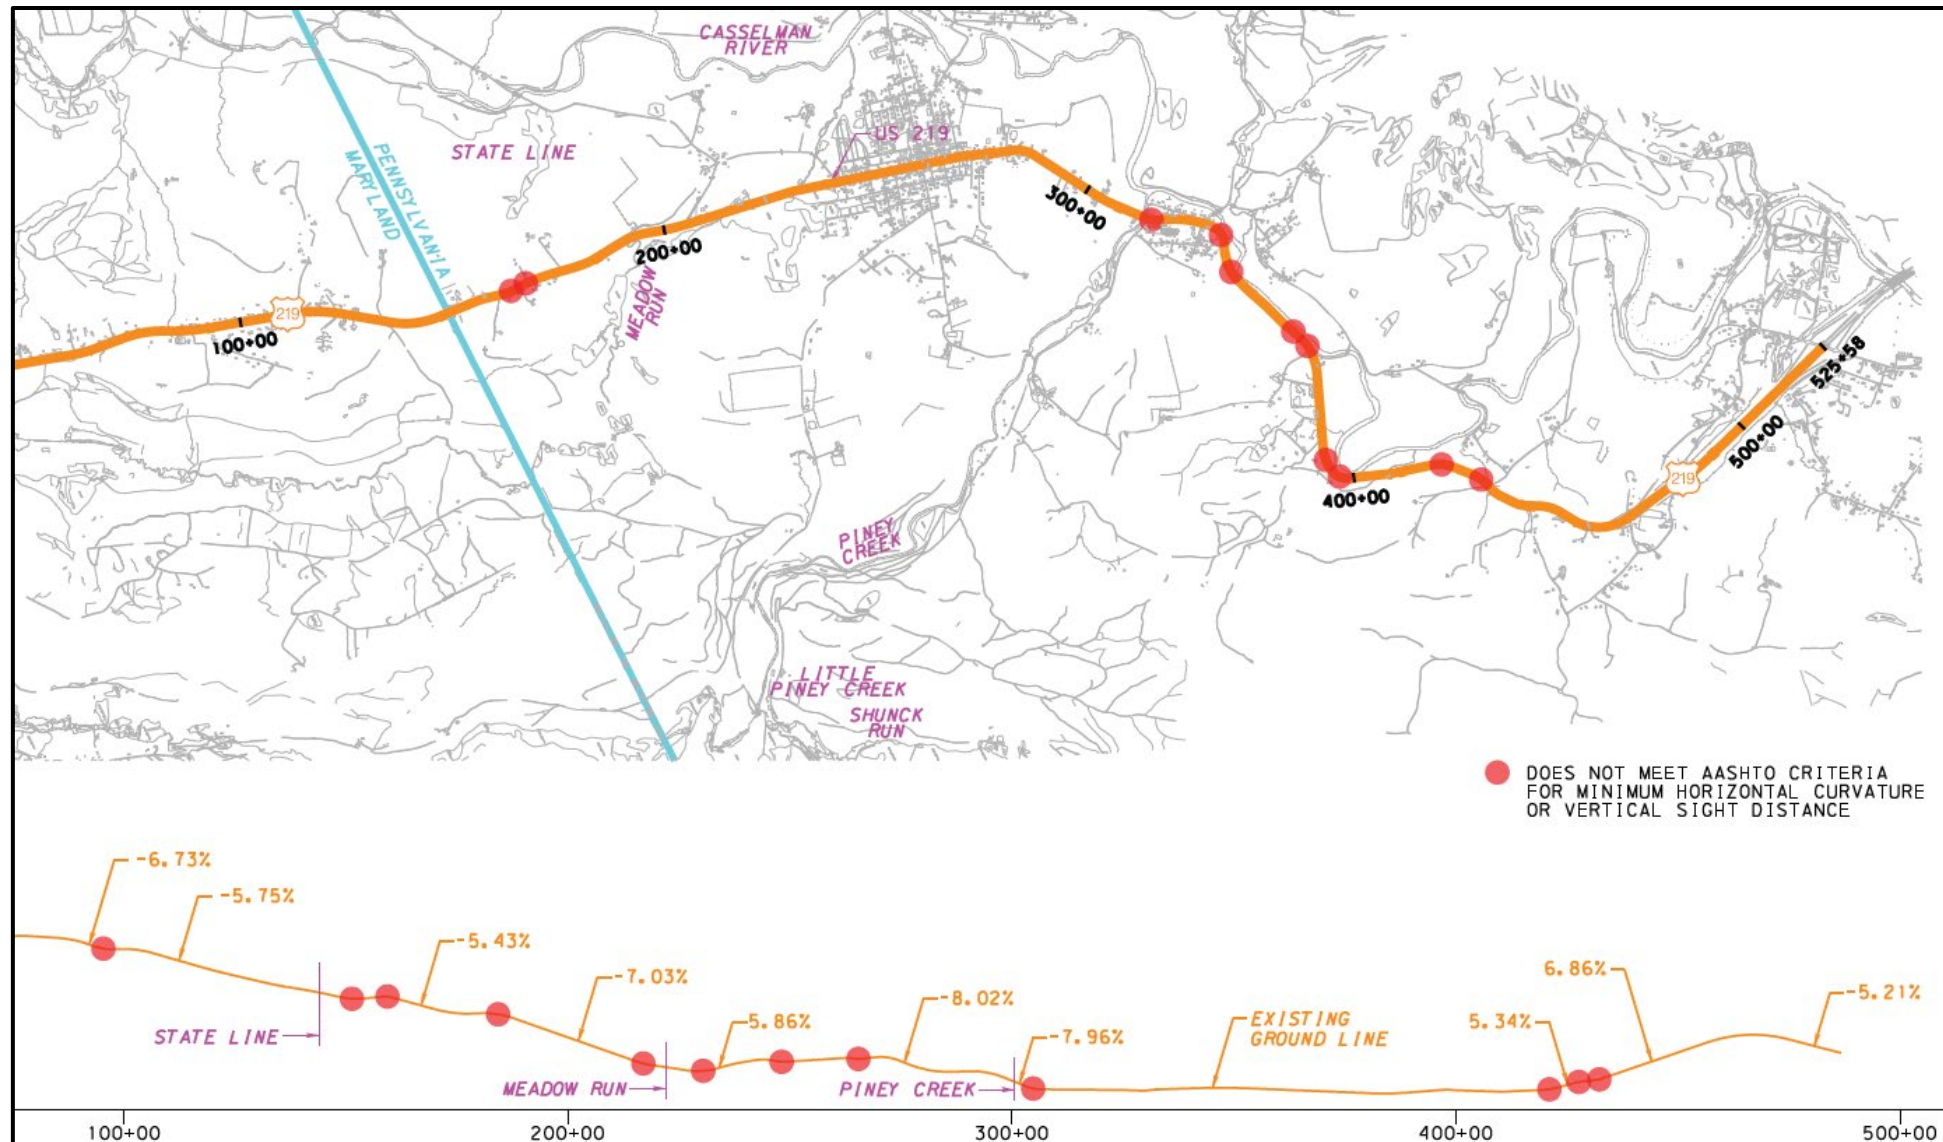 CASSELMAN
RIVER
US 219
STATE LINE
PENNSYLVANIA
MARYLAND
300+00
200+00
MEADOW
RUN
219
100+00
525+58
500+00
219
400+00
PINEY
CREEK
LITTLE
PINEY CREEK
SHUNCK
RUN
DOES NOT MEET AASHTO CRITERIA
FOR MINIMUM HORIZONTAL CURVATURE
OR VERTICAL SIGHT DISTANCE
-6.73%
-5.75%
-5.43%
-7.03%
5.86%
-8.02%
-7.96%
EXISTING
GROUND LINE
5.34%
6.86%
-5.21%
STATE LINE
MEADOW RUN
PINEY CREEK
100+00
200+00
300+00
400+00
500+00